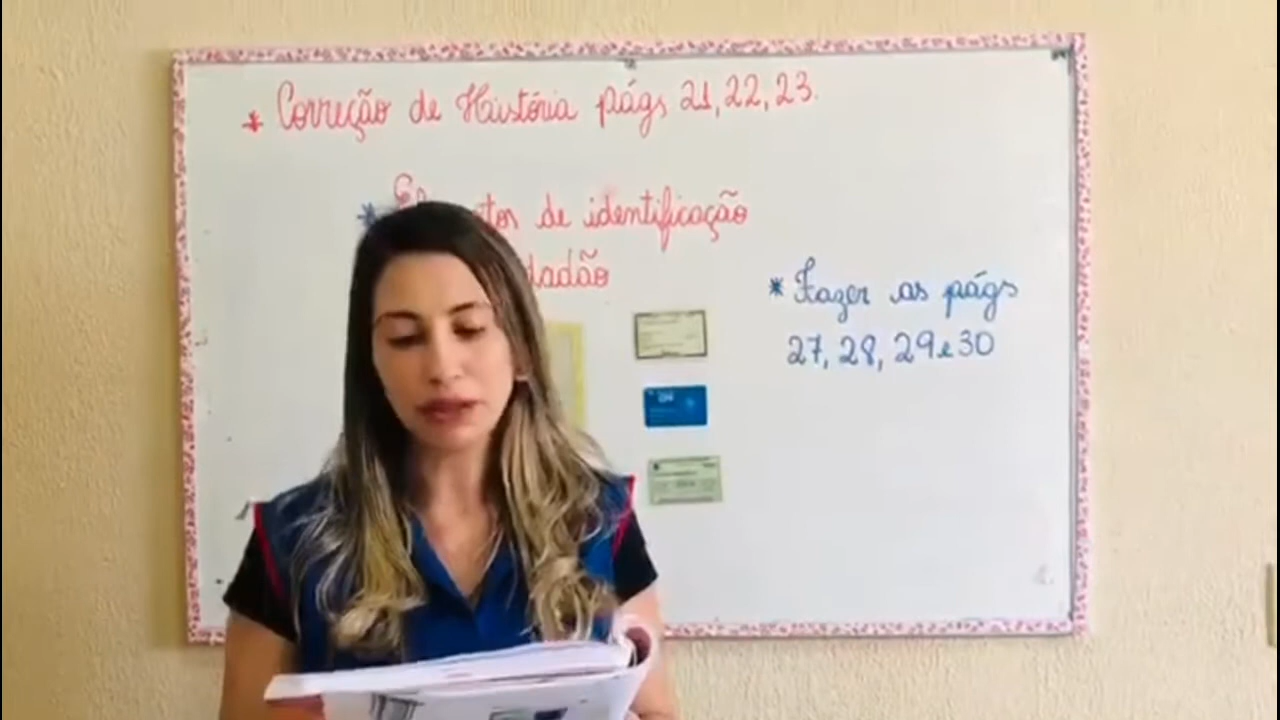 * Correção de História págs 21, 22, 23.
de identificação
* Fazer as págs
27, 28, 29 e 30